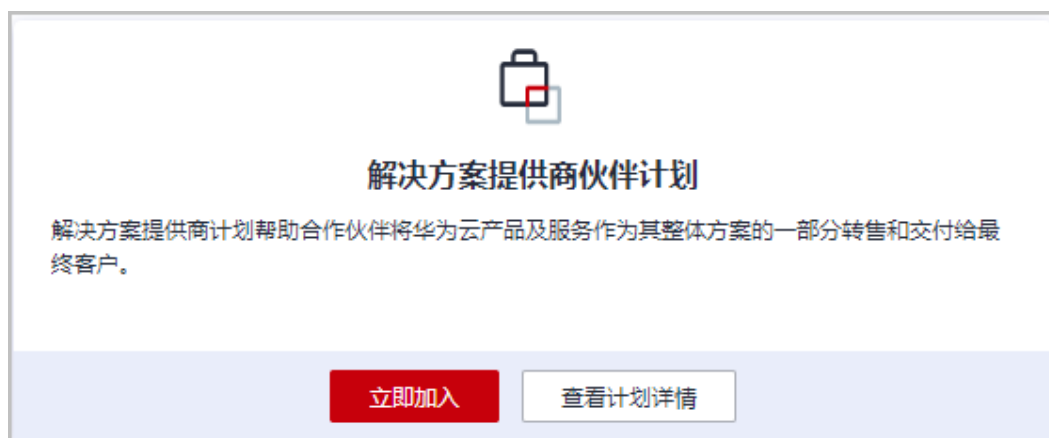 解决方案提供商伙伴计划
解决方案提供商计划帮助合作伙伴将华为云产品及服务作为其整体方案的一部分转售和交付给最
终客户。
立即加入
查看计划详情